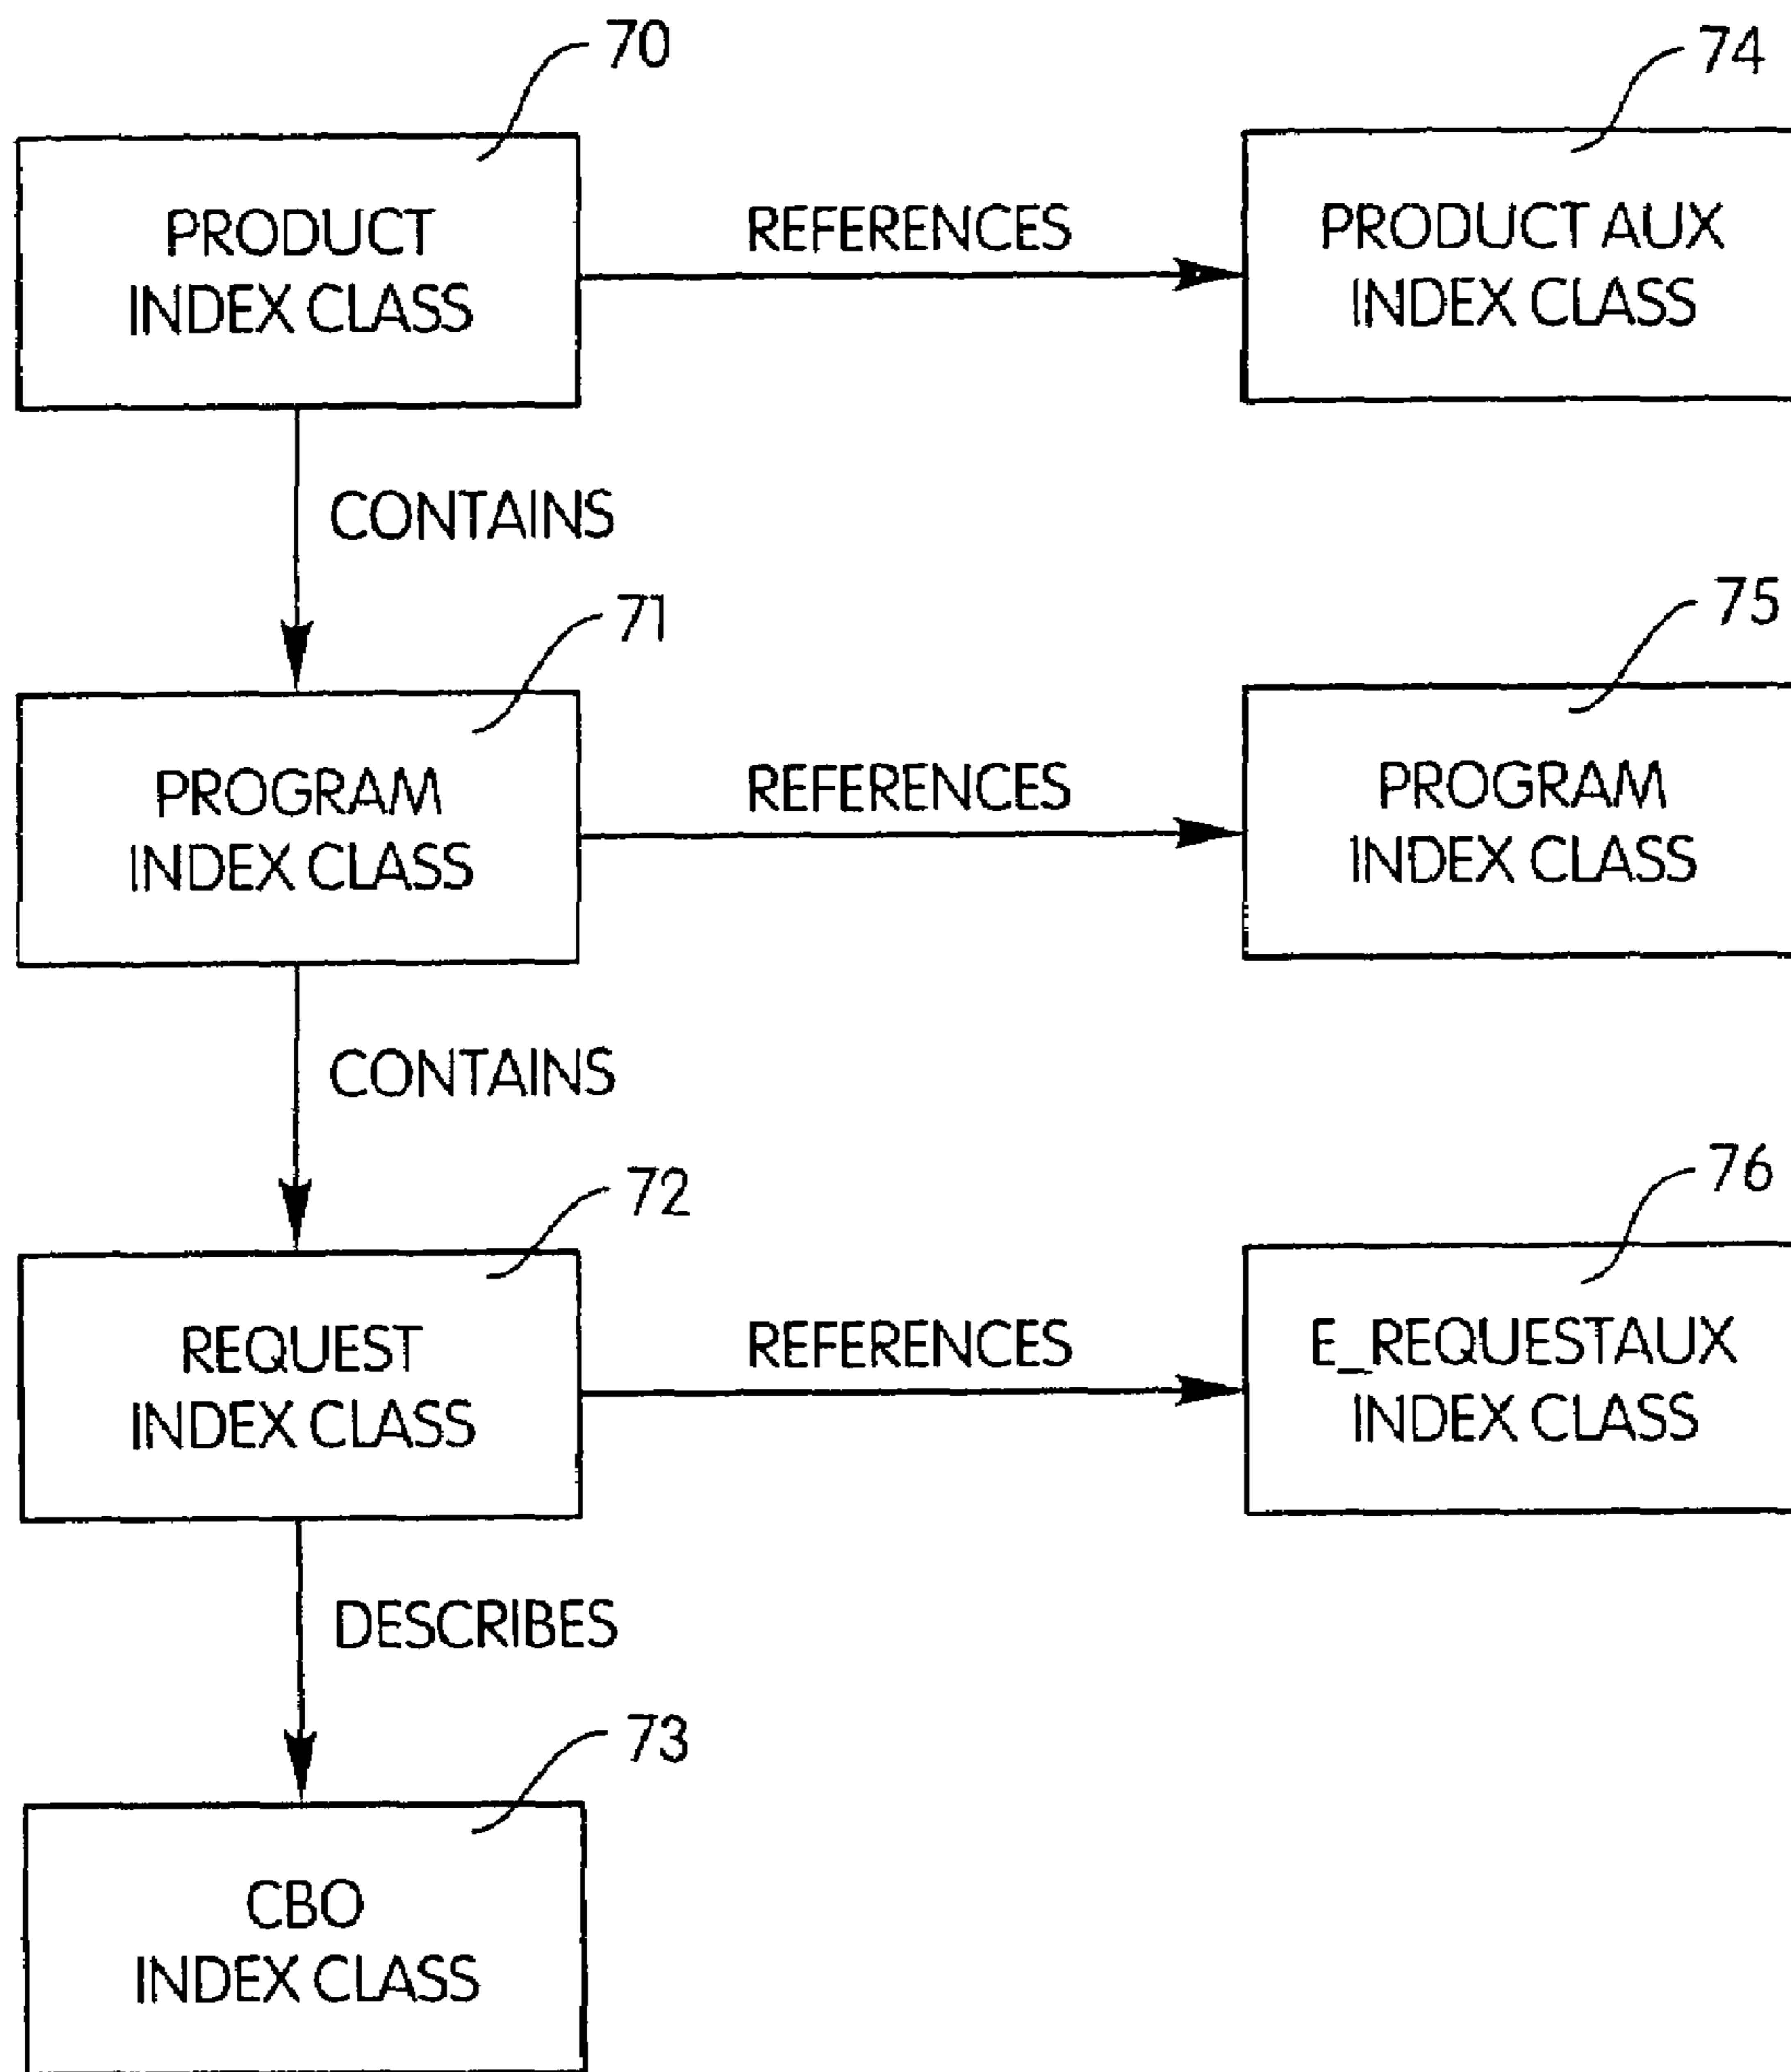 70
74
PRODUCT
INDEX CLASS
REFERENCES
PRODUCT AUX
INDEX CLASS
CONTAINS
71
75
PROGRAM
INDEX CLASS
REFERENCES
PROGRAM
INDEX CLASS
CONTAINS
72
76
REQUEST
INDEX CLASS
REFERENCES
E_REQUESTAUX
INDEX CLASS
DESCRIBES
73
CBO
INDEX CLASS